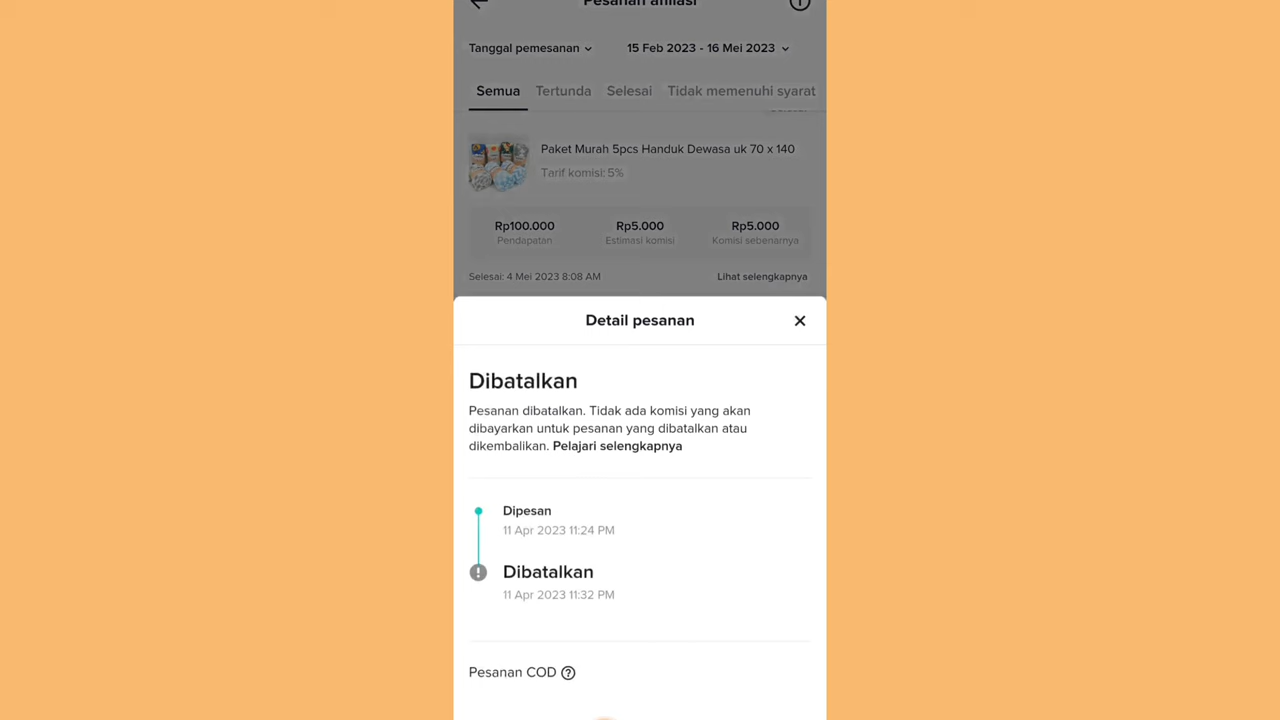 Pesanan afiliasi
Tanggal pemesanan 15 Feb 2023 - 16 Mei 2023
Semua Tertunda Selesai Tidak memenuhi syarat
Paket Murah 5pcs Handuk Dewasa uk 70 x 140
Tarif komisi: 5%
Rp100.000 Rp5.000 Rp5.000
Pendapatan Estimasi komisi Komisi sebenarnya
Selesai: 4 Mei 2023 8:08 AM Lihat selengkapnya
Detail pesanan
Dibatalkan
Pesanan dibatalkan. Tidak ada komisi yang akan
dibayarkan untuk pesanan yang dibatalkan atau
dikembalikan. Pelajari selengkapnya
Dipesan
11 Apr 2023 11:24 PM
Dibatalkan
11 Apr 2023 11:32 PM
Pesanan COD